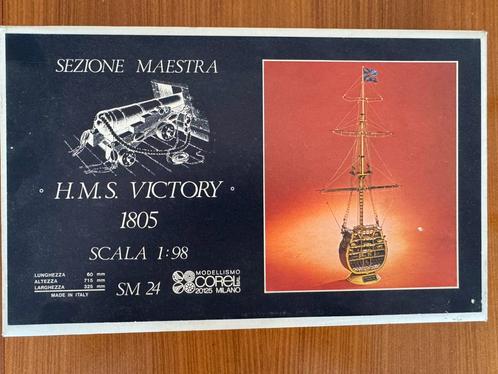 SEZIONE MAESTRA
H.M.S. VICTORY
1805
SCALA 1:98
LUNGHEZZA 60 mm
ALTEZZA 715 mm
LARGHEZZA 325 mm
MADE IN ITALY
SM 24
MODELLISMO
COREL
20125 MILANO